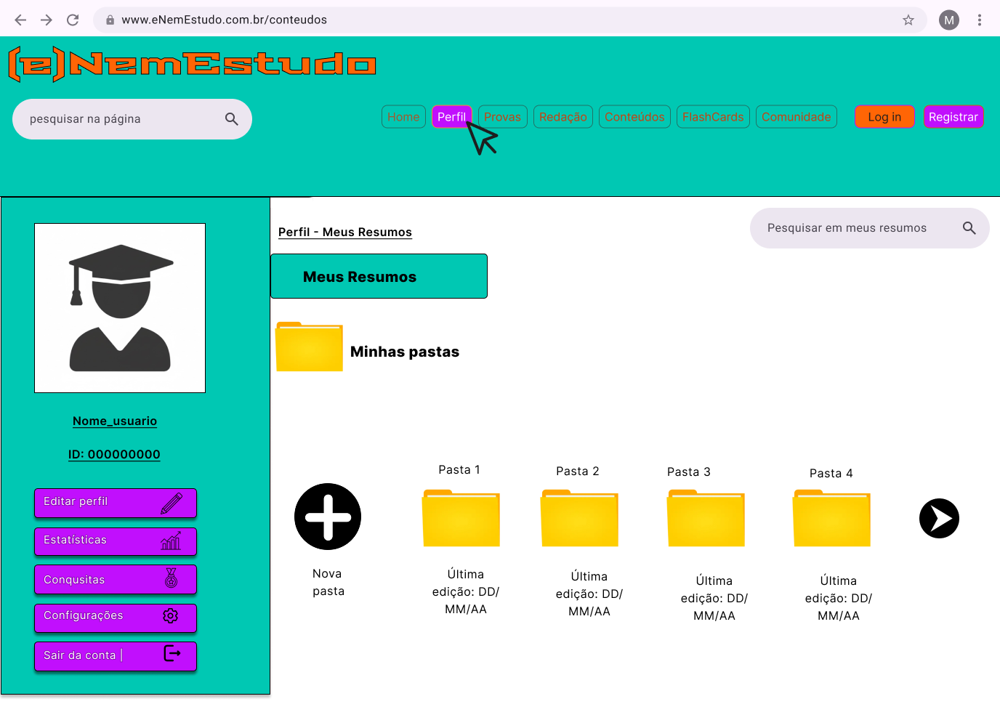 www.eNemEstudo.com.br/conteudos
M
(e)NemEstudo
pesquisar na página
Home
Perfil
Provas
Redação
Conteúdos
FlashCards
Comunidade
Log in
Registrar
Perfil - Meus Resumos
Pesquisar em meus resumos
Meus Resumos
Minhas pastas
Nome_usuario
ID: 000000000
Editar perfil
Estatísticas
Conqusitas
Configurações
Sair da conta |
Nova
pasta
Pasta 1
Última
edição: DD/
MM/AA
Pasta 2
Última
edição: DD/
MM/AA
Pasta 3
Última
edição: DD/
MM/AA
Pasta 4
Última
edição: DD/
MM/AA